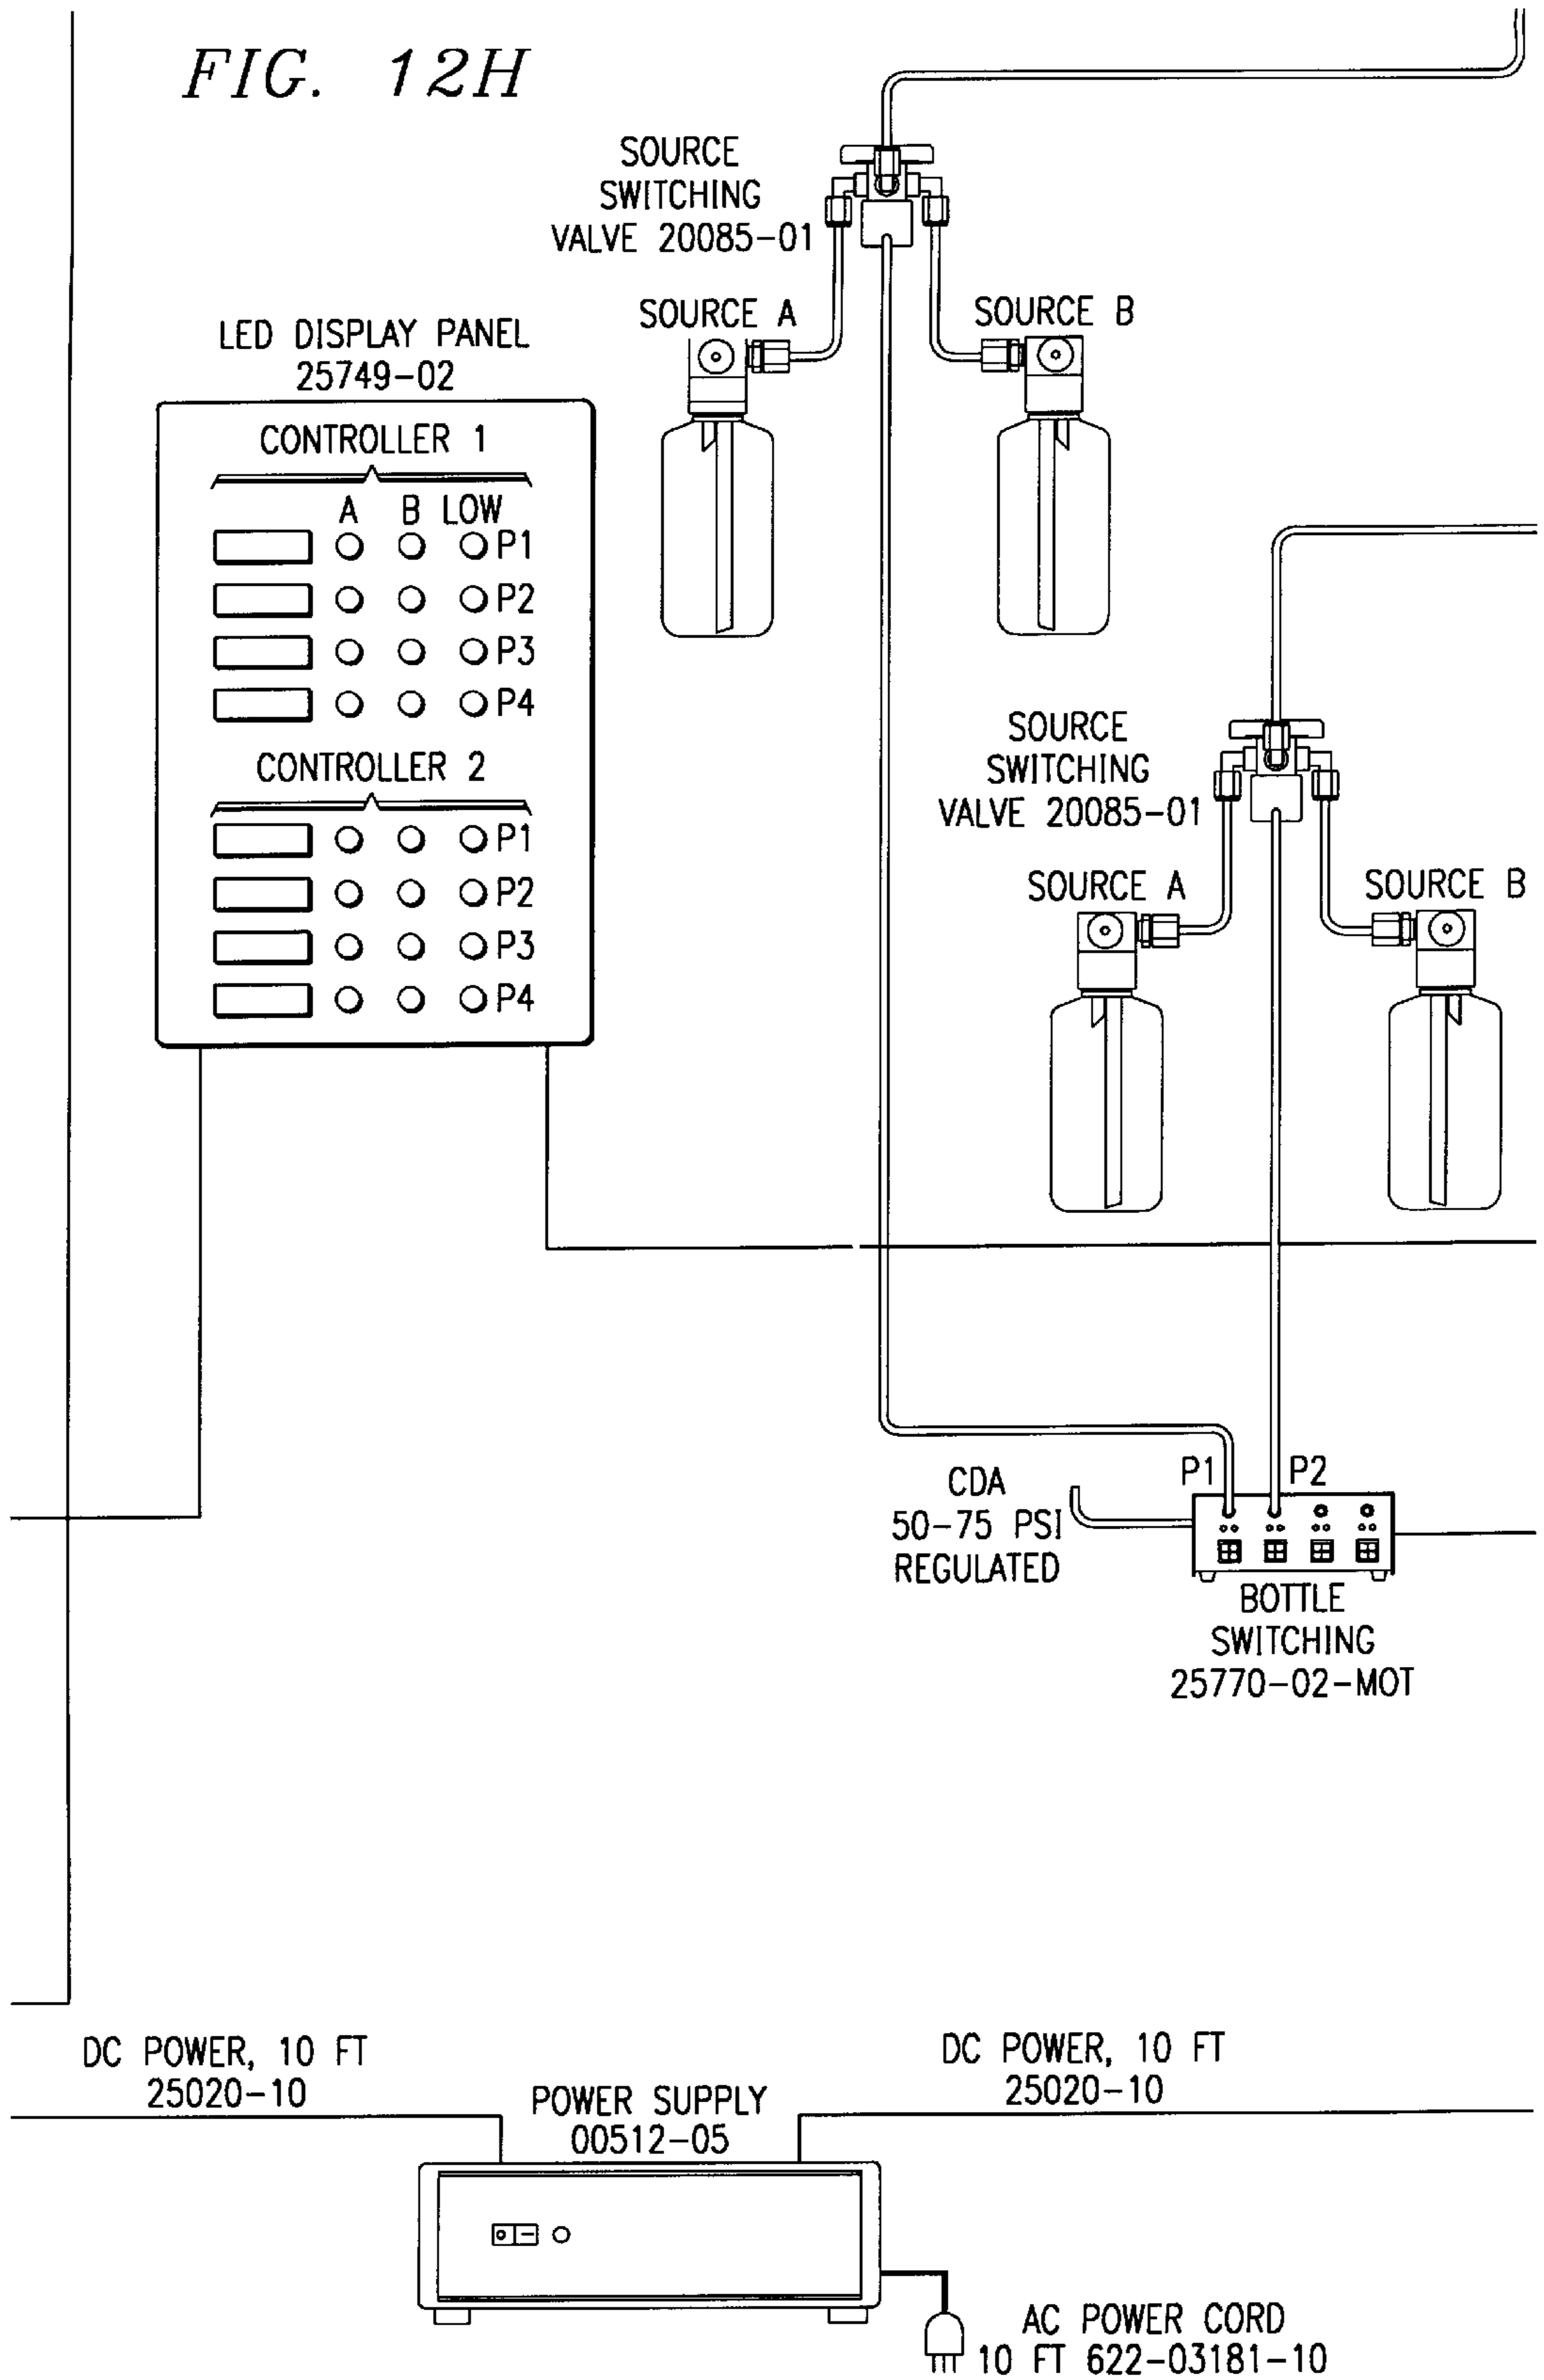 FIG. 12H
SOURCE
SWITCHING
VALVE 20085-01
SOURCE A
SOURCE B
LED DISPLAY PANEL
25749-02
CONTROLLER 1
A B LOW
P1
P2
P3
P4
CONTROLLER 2
P1
P2
P3
P4
SOURCE
SWITCHING
VALVE 20085-01
SOURCE A
SOURCE B
P1
P2
CDA
50-75 PSI
REGULATED
BOTTLE
SWITCHING
25770-02-MOT
DC POWER, 10 FT
25020-10
DC POWER, 10 FT
25020-10
POWER SUPPLY
00512-05
AC POWER CORD
10 FT 622-03181-10